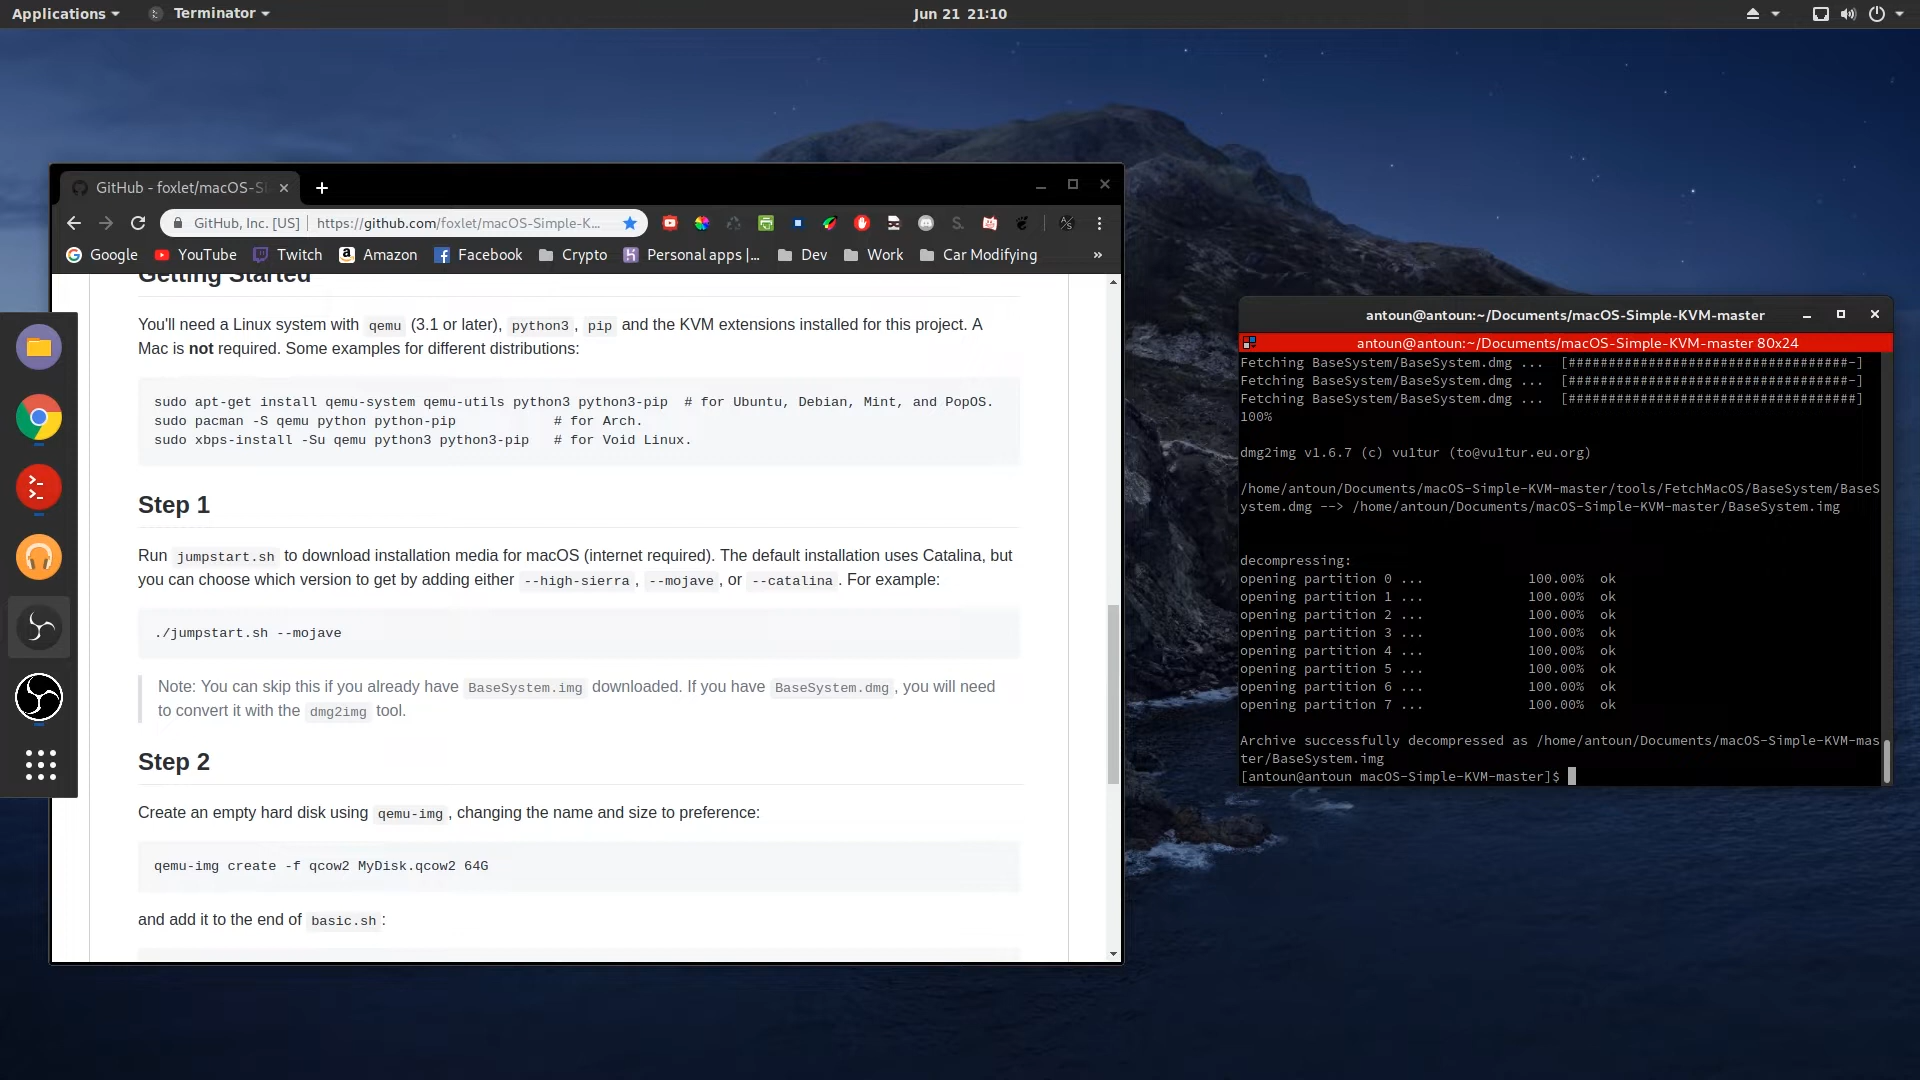 Applications
Terminator
Jun 21 21:10
GitHub - foxlet/macOS-Si
GitHub, Inc. [US]
https://github.com/foxlet/macOS-Simple-K...
Google
YouTube
Twitch
Amazon
Facebook
Crypto
Personal apps |...
Dev
Work
Car Modifying
»
Getting Started
You'll need a Linux system with qemu (3.1 or later), python3 , pip and the KVM extensions installed for this project. A
Mac is not required. Some examples for different distributions:
sudo apt-get install qemu-system qemu-utils python3 python3-pip # for Ubuntu, Debian, Mint, and PopOS.
sudo pacman -S qemu python python-pip # for Arch.
sudo xbps-install -Su qemu python3 python3-pip # for Void Linux.
Step 1
Run jumpstart.sh to download installation media for macOS (internet required). The default installation uses Catalina, but
you can choose which version to get by adding either --high-sierra , --mojave , or --catalina . For example:
./jumpstart.sh --mojave
Note: You can skip this if you already have BaseSystem.img downloaded. If you have BaseSystem.dmg , you will need
to convert it with the dmg2img tool.
Step 2
Create an empty hard disk using qemu-img , changing the name and size to preference:
qemu-img create -f qcow2 MyDisk.qcow2 64G
and add it to the end of basic.sh :
antoun@antoun:~/Documents/macOS-Simple-KVM-master
antoun@antoun:~/Documents/macOS-Simple-KVM-master 80x24
Fetching BaseSystem/BaseSystem.dmg ... [###################################-]
Fetching BaseSystem/BaseSystem.dmg ... [###################################-]
Fetching BaseSystem/BaseSystem.dmg ... [####################################]
100%
dmg2img v1.6.7 (c) vu1tur (to@vu1tur.eu.org)
/home/antoun/Documents/macOS-Simple-KVM-master/tools/FetchMacOS/BaseSystem/BaseS
ystem.dmg --> /home/antoun/Documents/macOS-Simple-KVM-master/BaseSystem.img
decompressing:
opening partition 0 ... 100.00% ok
opening partition 1 ... 100.00% ok
opening partition 2 ... 100.00% ok
opening partition 3 ... 100.00% ok
opening partition 4 ... 100.00% ok
opening partition 5 ... 100.00% ok
opening partition 6 ... 100.00% ok
opening partition 7 ... 100.00% ok
Archive successfully decompressed as /home/antoun/Documents/macOS-Simple-KVM-mas
ter/BaseSystem.img
[antoun@antoun macOS-Simple-KVM-master]$